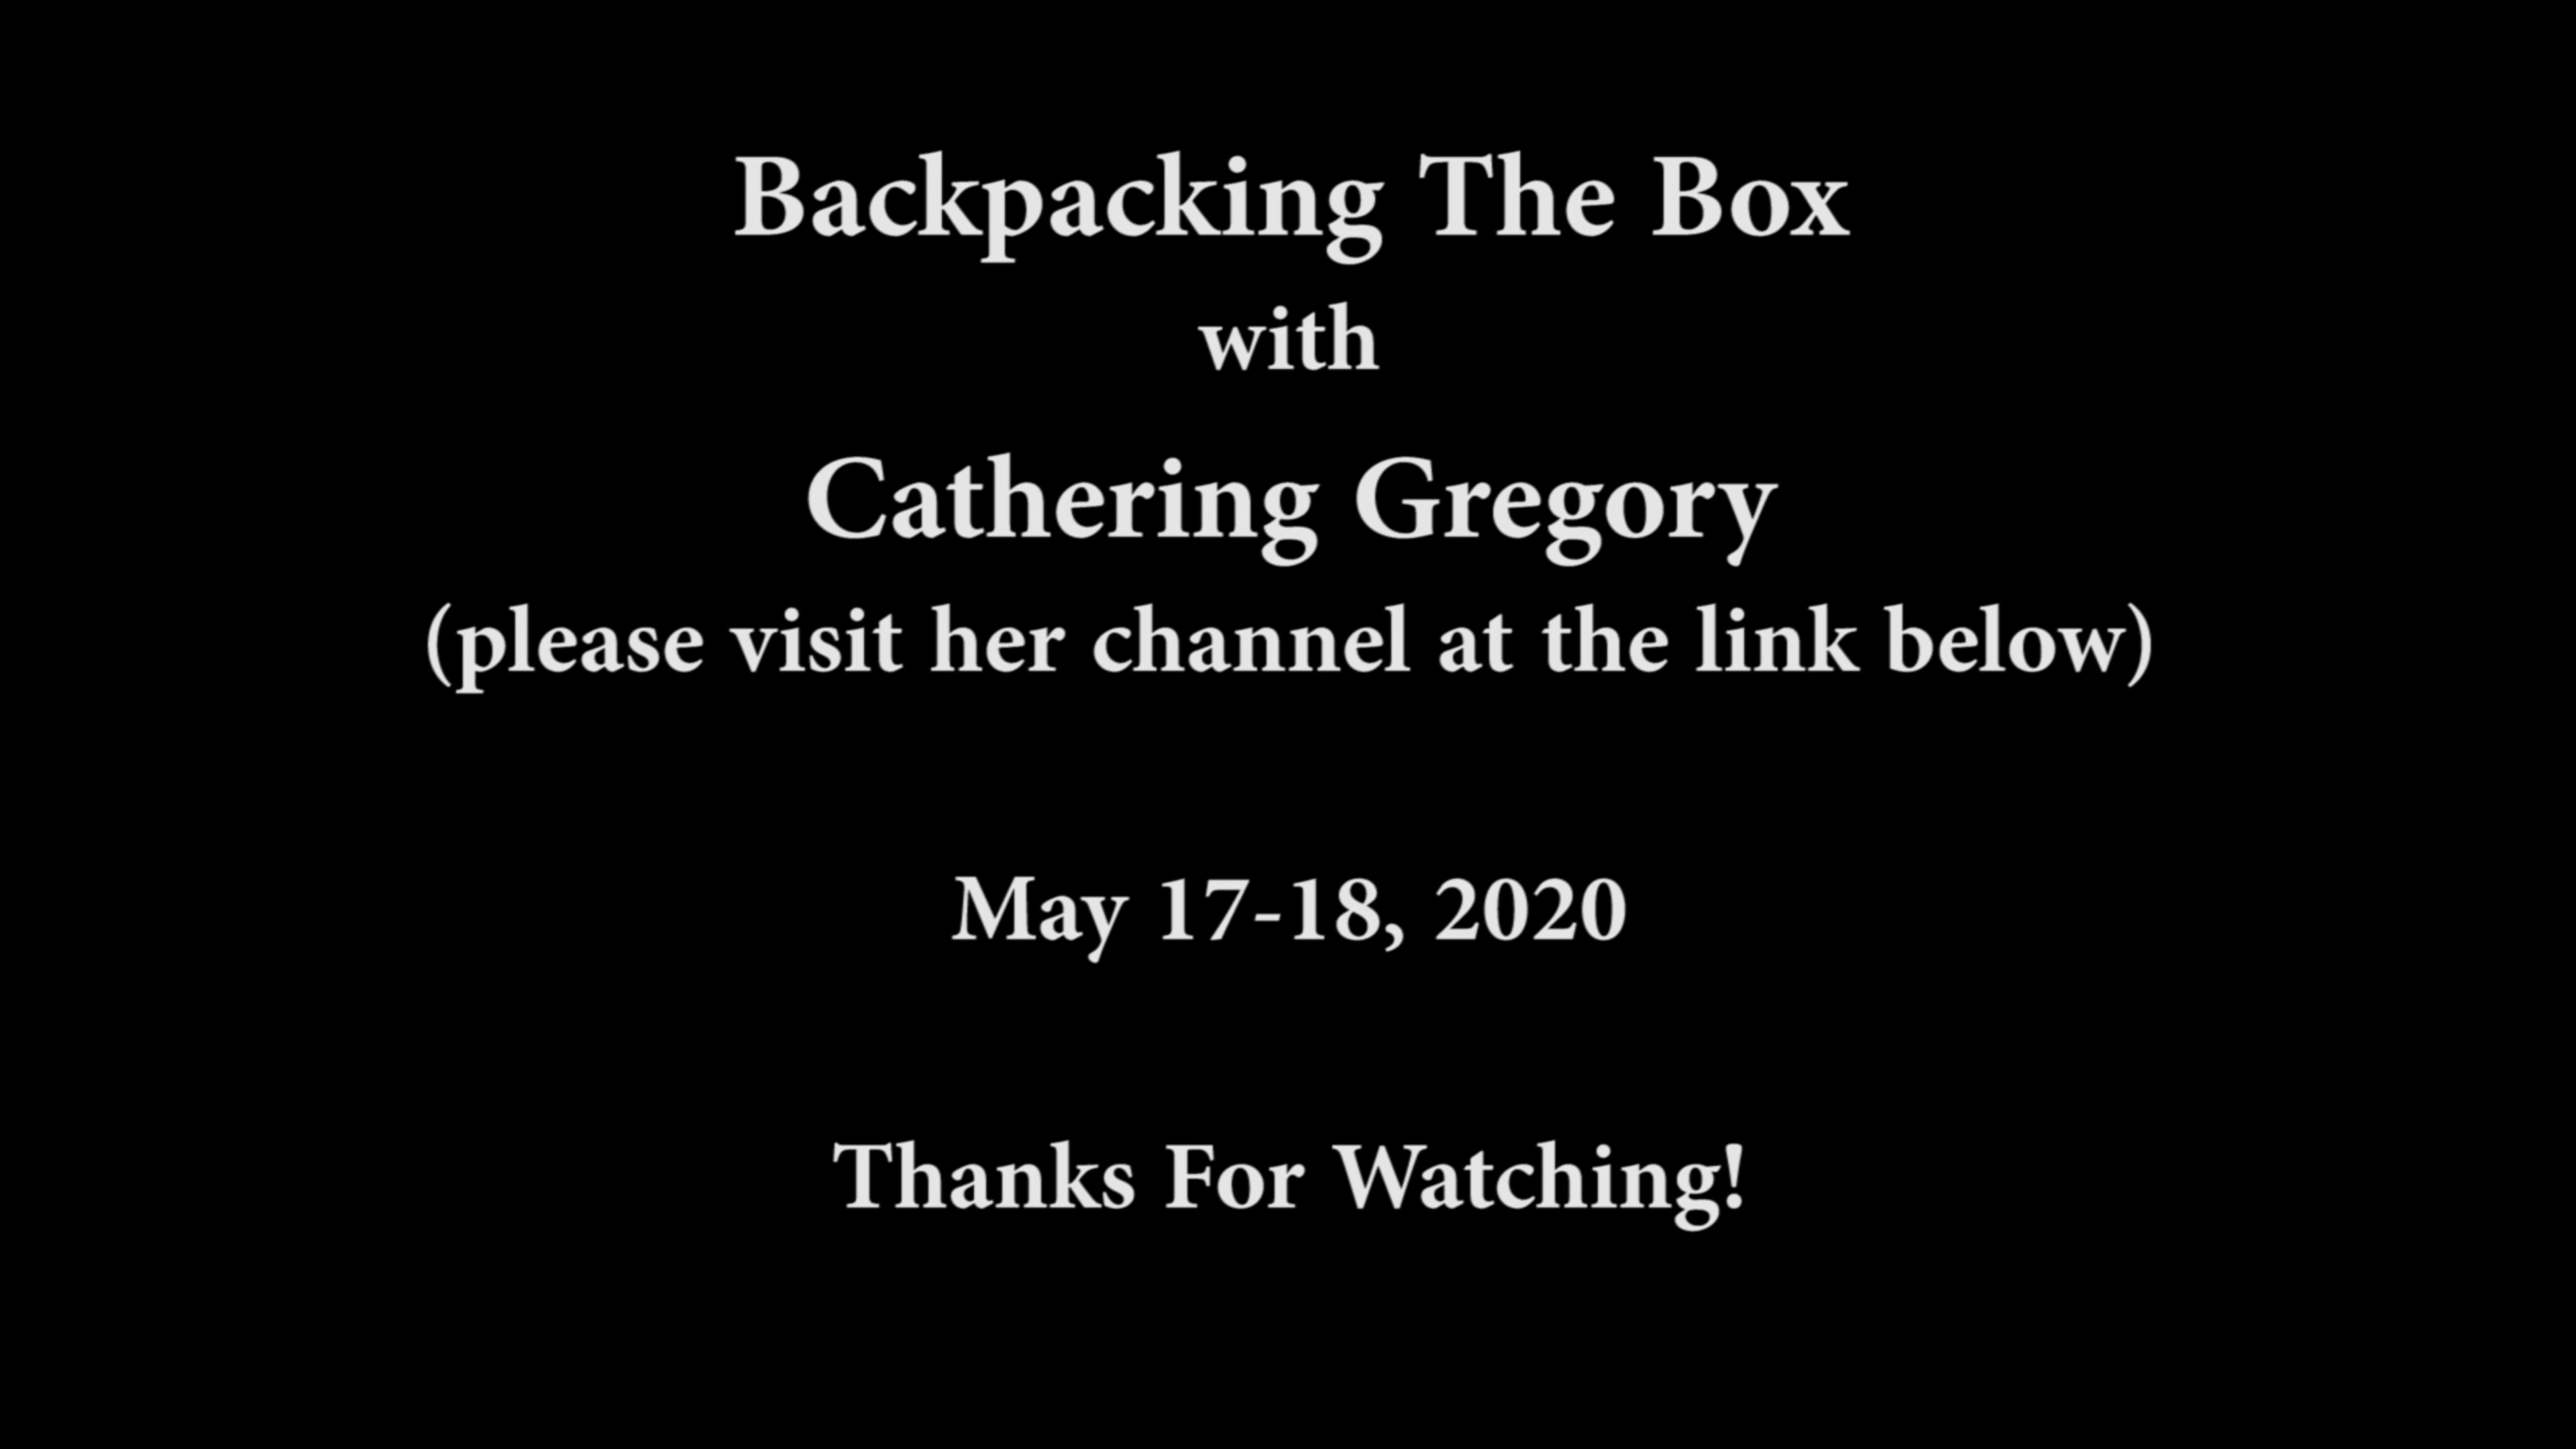 Backpacking The Box
with
Cathering Gregory
(please visit her channel at the link below)
May 17-18, 2020
Thanks For Watching!